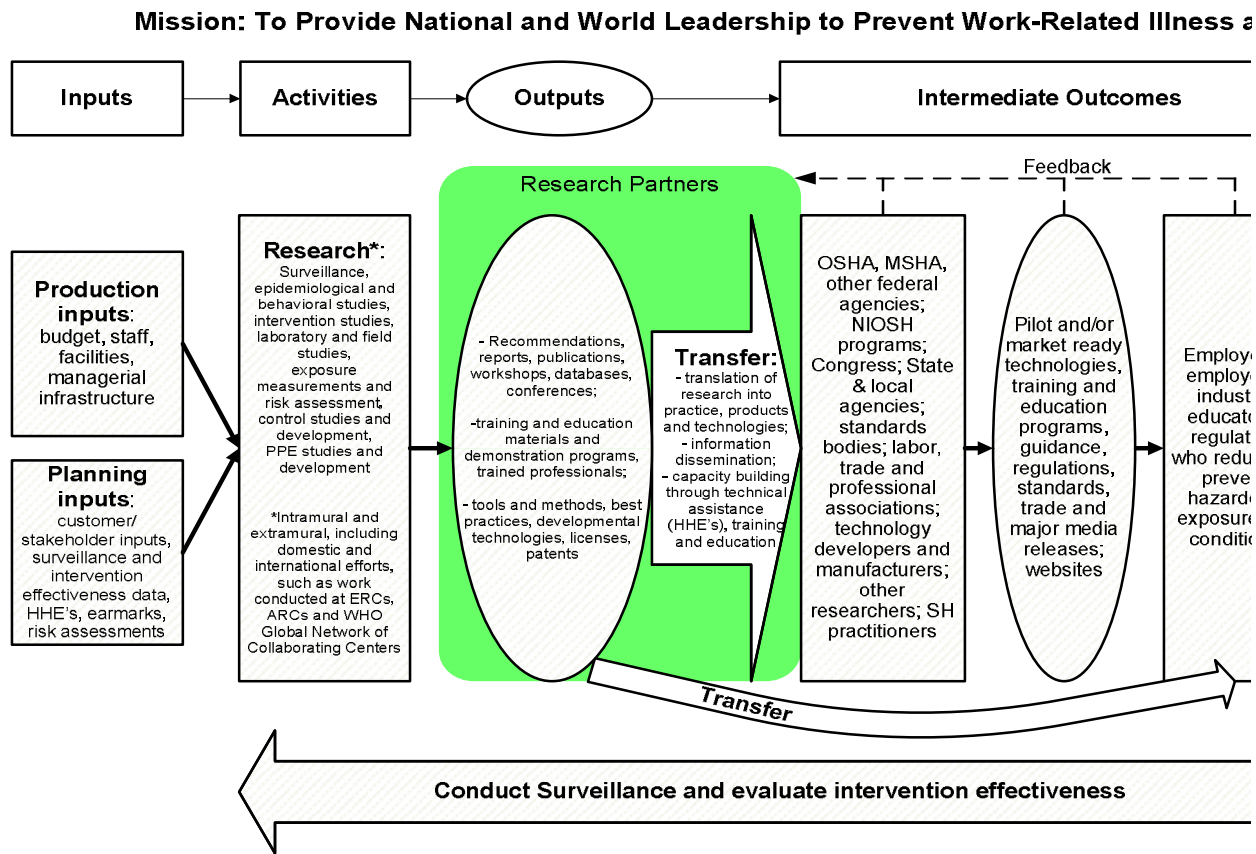 Mission: To Provide National and World Leadership to Prevent Work-Related Illness
Inputs
Activities
Outputs
Intermediate Outcomes
Feedback
Research Partners
Production
inputs:
budget, staff,
facilities,
managerial
infrastructure
Planning
inputs:
customer/
stakeholder inputs,
surveillance and
intervention
effectiveness data,
HHE's, earmarks,
risk assessments
Research*:
Surveillance,
epidemiological and
behavioral studies,
intervention studies,
laboratory and field
studies,
exposure
measurements and
risk assessment,
control studies and
development,
PPE studies and
development
*Intramural and
extramural, including
domestic and
international efforts,
such as work
conducted at ERCs,
ARCs and WHO
Global Network of
Collaborating Centers
- Recommendations,
reports, publications,
workshops, databases,
conferences;
-training and education
materials and
demonstration programs,
trained professionals;
- tools and methods, best
practices, developmental
technologies, licenses,
patents
Transfer:
- translation of
research into
practice, products
and technologies;
- information
dissemination;
- capacity building
through technical
assistance
(HHE's), training
and education
OSHA, MSHA,
other federal
agencies;
NIOSH
programs;
Congress; State
& local
agencies;
standards
bodies; labor,
trade and
professional
associations;
technology
developers and
manufacturers;
other
researchers; SH
practitioners
Pilot and/or
market ready
technologies,
training and
education
programs,
guidance,
regulations,
standards,
trade and
major media
releases;
websites
who
Transfer
Conduct Surveillance and evaluate intervention effectiveness